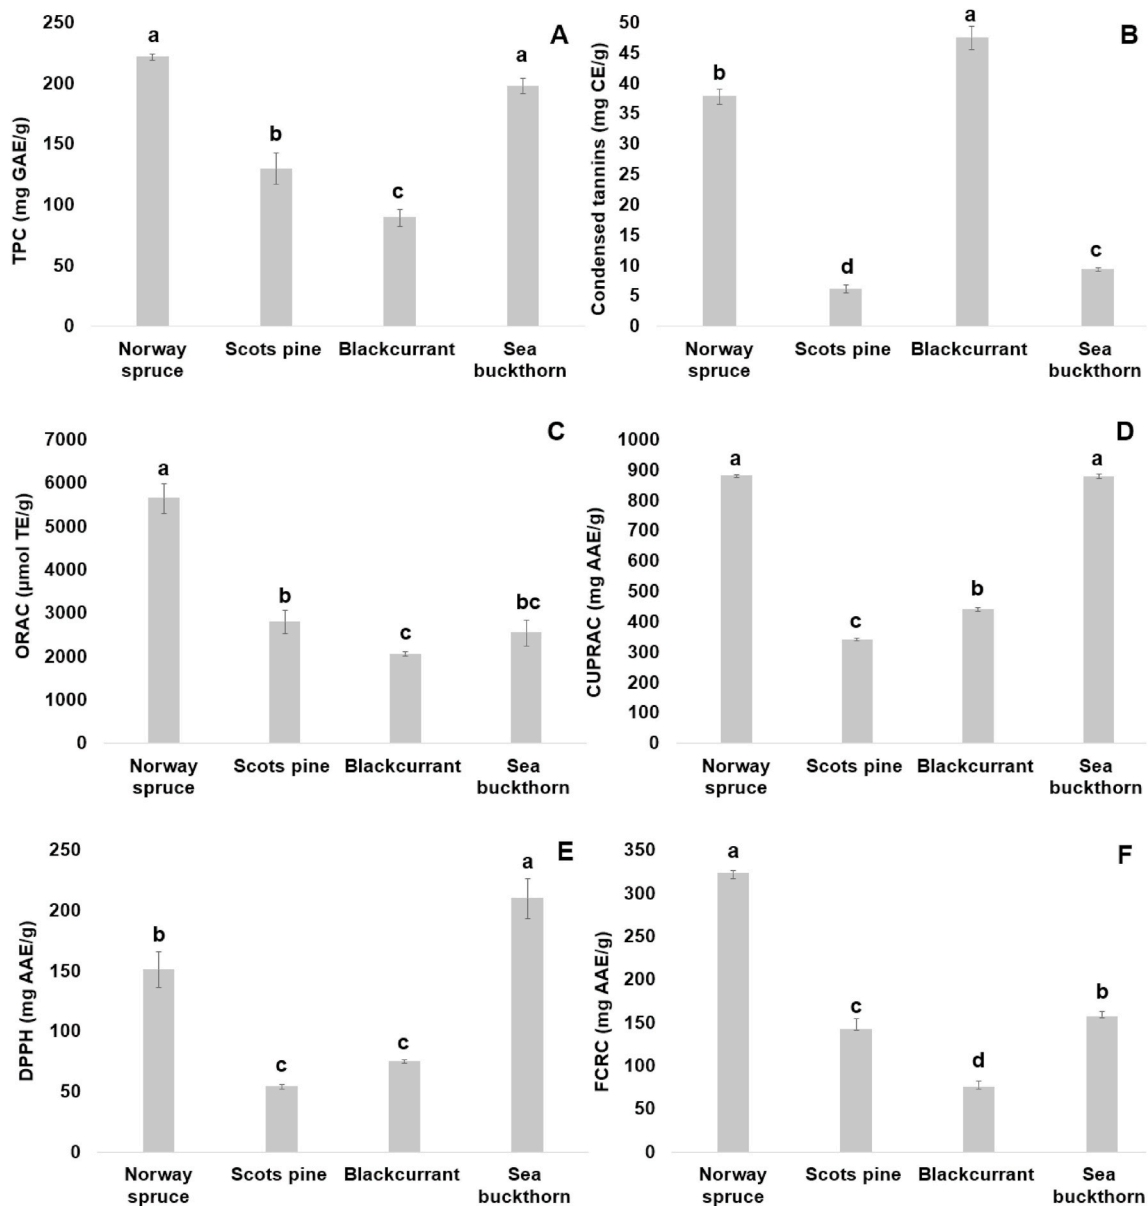 A
TPC (mg GAE/g)
250
200
150
100
50
0
a
b
c
a
Norway spruce
Scots pine
Blackcurrant
Sea buckthorn
B
Condensed tannins (mg CE/g)
50
45
40
35
30
25
20
15
10
5
0
b
d
a
c
Norway spruce
Scots pine
Blackcurrant
Sea buckthorn
C
ORAC (µmol TE/g)
7000
6000
5000
4000
3000
2000
1000
0
a
b
c
bc
Norway spruce
Scots pine
Blackcurrant
Sea buckthorn
D
CUPRAC (mg AAE/g)
1000
900
800
700
600
500
400
300
200
100
0
a
c
b
a
Norway spruce
Scots pine
Blackcurrant
Sea buckthorn
E
DPPH (mg AAE/g)
250
200
150
100
50
0
b
c
c
a
Norway spruce
Scots pine
Blackcurrant
Sea buckthorn
F
FCRC (mg AAE/g)
350
300
250
200
150
100
50
0
a
c
d
b
Norway spruce
Scots pine
Blackcurrant
Sea buckthorn